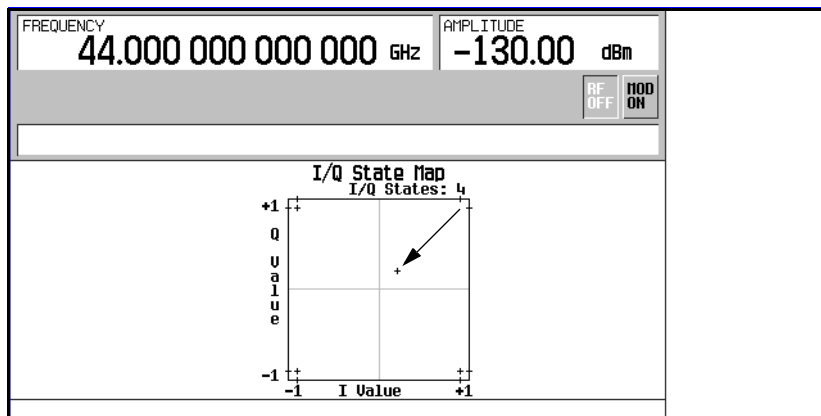 FREQUENCY
44.000 000 000 000 GHz
AMPLITUDE
-130.00 dBm
RF OFF
MOD ON
I/Q State Map
I/Q States: 4
+1
Q Value
-1
-1 I Value +1